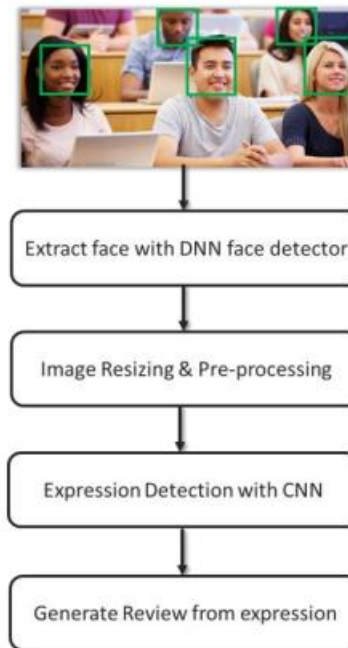 Extract face with DNN face detector
Image Resizing & Pre-processing
Expression Detection with CNN
Generate Review from expression